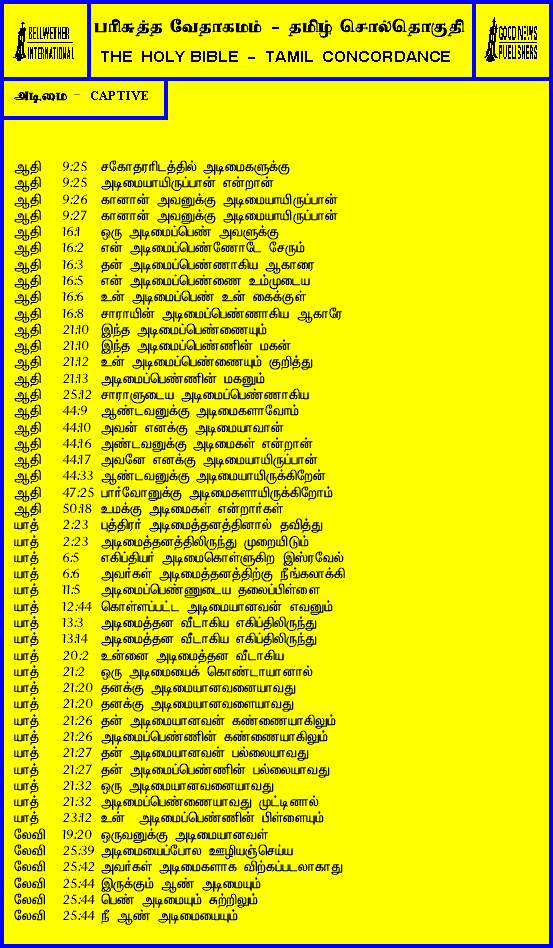 BELLWETHER
INTERNATIONAL
பரிசுத்த வேதாகமம் - தமிழ் சொல்தொகுதி
THE HOLY BIBLE - TAMIL CONCORDANCE
GOOD NEWS
PUBLISHERS
அடிமை - CAPTIVE
ஆதி 9:25 சகோதரரிடத்தில் அடிமைகளுக்கு
ஆதி 9:25 அடிமையாயிருப்பான் என்றான்
ஆதி 9:26 கானான் அவனுக்கு அடிமையாயிருப்பான்
ஆதி 9:27 கானான் அவனுக்கு அடிமையாயிருப்பான்
ஆதி 16:1 ஒரு அடிமைப்பெண் அவளுக்கு
ஆதி 16:2 என் அடிமைப்பெண்ணோடே சேரும்
ஆதி 16:3 தன் அடிமைப்பெண்ணாகிய ஆகாரை
ஆதி 16:5 என் அடிமைப்பெண்ணை உம்முடைய
ஆதி 16:6 உன் அடிமைப்பெண் உன் கைக்குள்
ஆதி 16:8 சாராயின் அடிமைப்பெண்ணாகிய ஆகாரே
ஆதி 21:10 இந்த அடிமைப்பெண்ணையும்
ஆதி 21:10 இந்த அடிமைப்பெண்ணின் மகன்
ஆதி 21:12 உன் அடிமைப்பெண்ணையும் குறித்து
ஆதி 21:13 அடிமைப்பெண்ணின் மகனும்
ஆதி 25:12 சாராளுடைய அடிமைப்பெண்ணாகிய
ஆதி 44:9 ஆண்டவனுக்கு அடிமைகளாவோம்
ஆதி 44:10 அவன் எனக்கு அடிமையாவான்
ஆதி 44:16 அண்டவனுக்கு அடிமைகள் என்றான்
ஆதி 44:17 அவனே எனக்கு அடிமையாயிருப்பான்
ஆதி 44:33 ஆண்டவனுக்கு அடிமையாயிருக்கிறேன்
ஆதி 47:25 பார்வோனுக்கு அடிமைகளாயிருக்கிறோம்
ஆதி 50:18 உமக்கு அடிமைகள் என்றார்கள்
யாத் 2:23 புத்திரர் அடிமைத்தனத்தினால் தவித்து
யாத் 2:23 அடிமைத்தனத்திலிருந்து முறையிடும்
யாத் 6:5 எகிப்தியர் அடிமைகொள்ளுகிற இஸ்ரவேல்
யாத் 6:6 அவர்கள் அடிமைத்தனத்திற்கு நீங்கலாக்கி
யாத் 11:5 அடிமைப்பெண்ணுடைய தலைப்பிள்ளை
யாத் 12:44 கொள்ளப்பட்ட அடிமையானவன் எவனும்
யாத் 13:3 அடிமைத்தன வீடாகிய எகிப்திலிருந்து
யாத் 13:14 அடிமைத்தன வீடாகிய எகிப்திலிருந்து
யாத் 20:2 உன்னை அடிமைத்தன வீடாகிய
யாத் 21:2 ஒரு அடிமையைக் கொண்டாயானால்
யாத் 21:20 தனக்கு அடிமையானவனையாவது
யாத் 21:20 தனக்கு அடிமையானவளையாவது
யாத் 21:26 தன் அடிமையானவன் கண்ணையாகிலும்
யாத் 21:26 அடிமைப்பெண்ணின் கண்ணையாகிலும்
யாத் 21:27 தன் அடிமையானவன் பல்லையாவது
யாத் 21:27 தன் அடிமைப்பெண்ணின் பல்லையாவது
யாத் 21:32 ஒரு அடிமையானவனையாவது
யாத் 21:32 அடிமைப்பெண்ணையாவது முட்டினால்
யாத் 23:12 உன் அடிமைப்பெண்ணின் பிள்ளையும்
லேவி 19:20 ஒருவனுக்கு அடிமையானவள்
லேவி 25:39 அடிமையைப்போல ஊழியஞ்செய்ய
லேவி 25:42 அவர்கள் அடிமைகளாக விற்கப்படலாகாது
லேவி 25:44 இருக்கும் ஆண் அடிமையும்
லேவி 25:44 பெண் அடிமையும் சுற்றிலும்
லேவி 25:44 நீ ஆண் அடிமையையும்